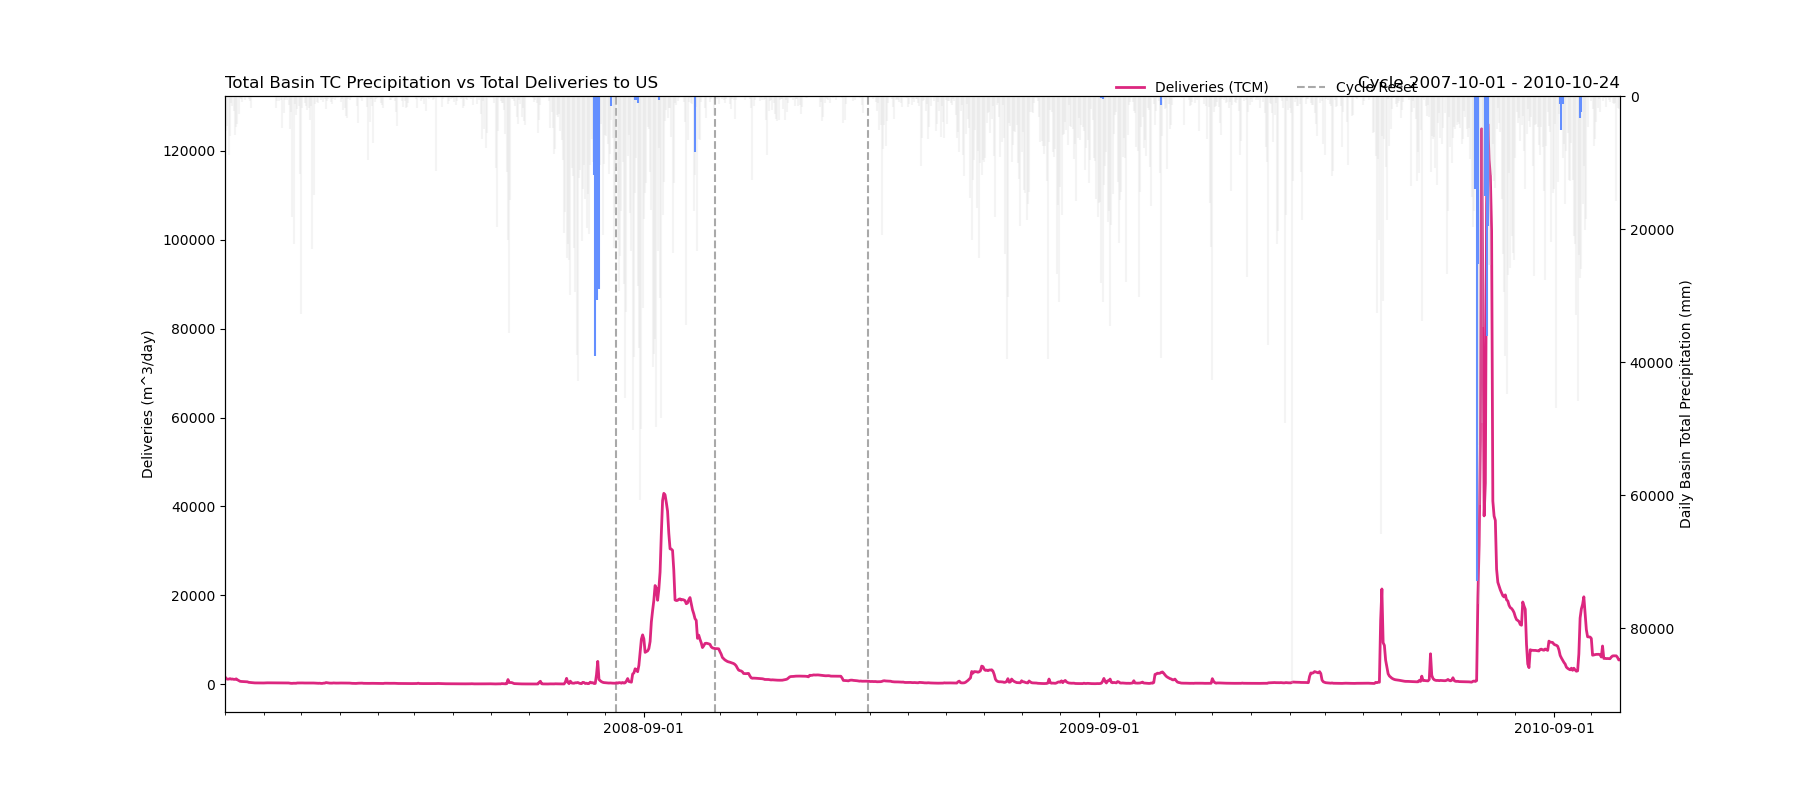 Total Basin TC Precipitation vs Total Deliveries to US
Cycle 2007-10-01 - 2010-10-24
Deliveries (TCM)
Cycle Reset
Deliveries (m^3/day)
120000
100000
80000
60000
40000
20000
0
0
20000
40000
60000
80000
Daily Basin Total Precipitation (mm)
2008-09-01
2009-09-01
2010-09-01